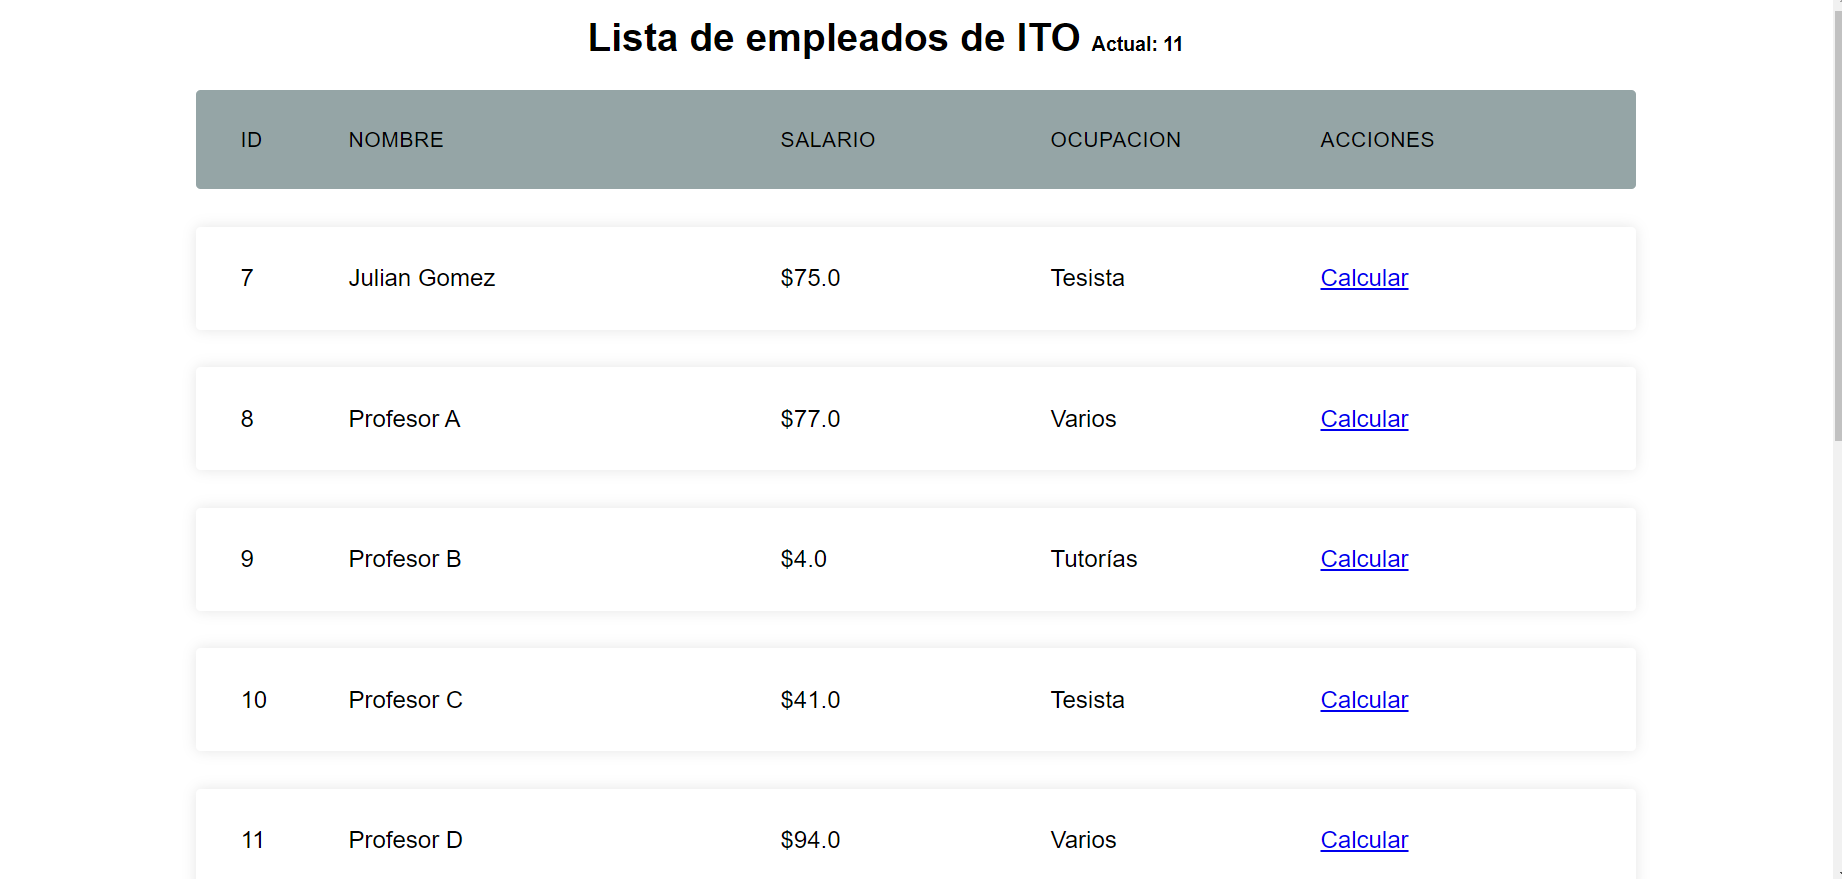 Lista de empleados de ITO Actual: 11
ID NOMBRE SALARIO OCUPACION ACCIONES
7 Julian Gomez $75.0 Tesista Calcular
8 Profesor A $77.0 Varios Calcular
9 Profesor B $4.0 Tutorías Calcular
10 Profesor C $41.0 Tesista Calcular
11 Profesor D $94.0 Varios Calcular